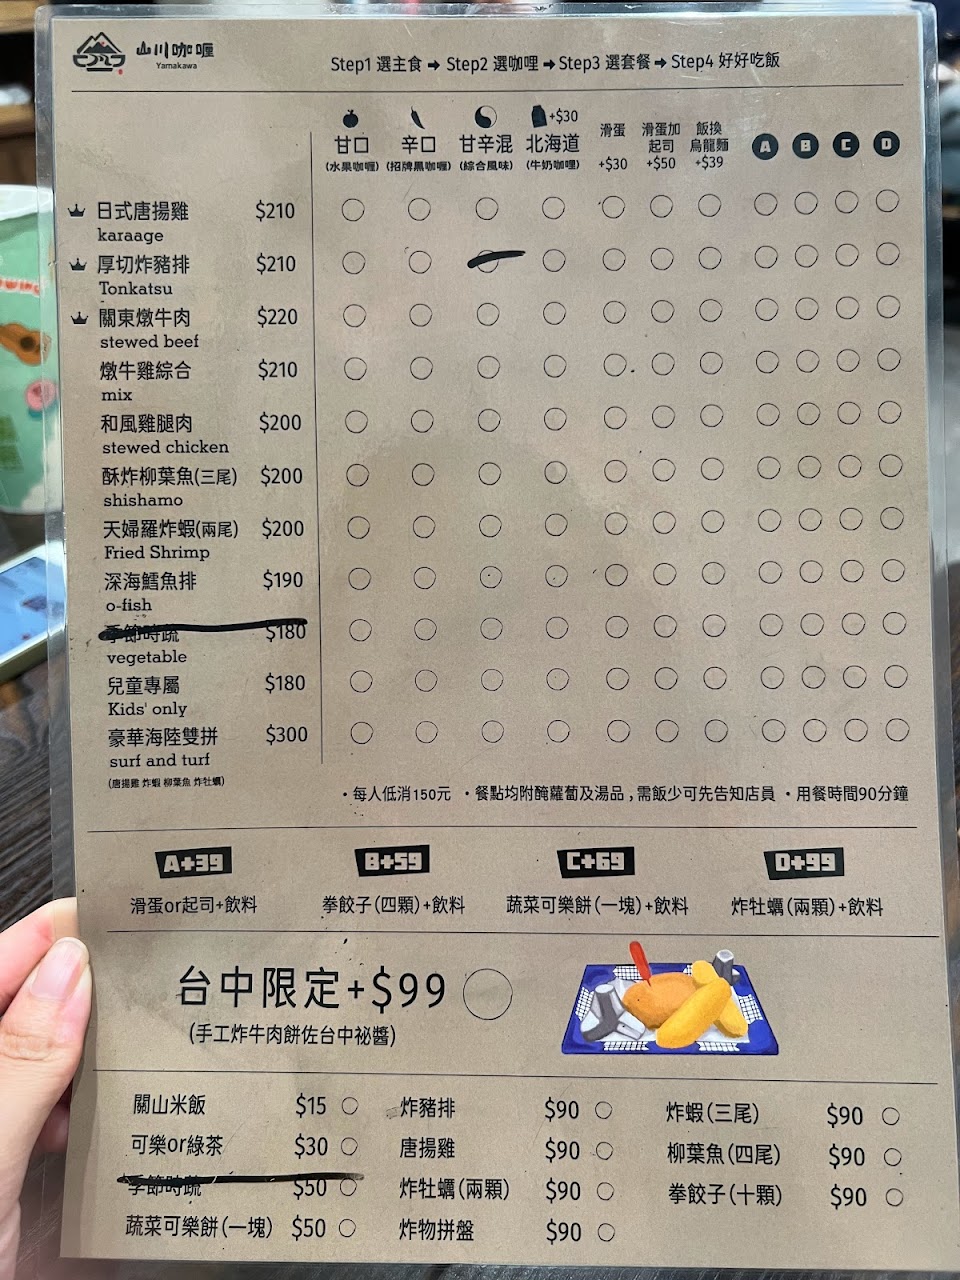 山川咖喱
Yamakawa
Step1 選主食 → Step2 選咖哩 → Step3 選套餐 → Step4 好好吃飯
甘口 辛口 甘辛混 +$30 北海道 滑蛋 滑蛋加起司 飯換烏龍麵 A B C D
(水果咖喱) (招牌黑咖喱) (綜合風味) (牛奶咖哩) +$30 +$50 +$39
日式唐揚雞 $210
karaage
厚切炸豬排 $210
Tonkatsu
關東燉牛肉 $220
stewed beef
燉牛雞綜合 $210
mix
和風雞腿肉 $200
stewed chicken
酥炸柳葉魚(三尾) $200
shishamo
天婦羅炸蝦(兩尾) $200
Fried Shrimp
深海鱈魚排 $190
o-fish
季節時蔬 $180
vegetable
兒童專屬 $180
Kids' only
豪華海陸雙拼 $300
surf and turf
(唐揚雞 炸蝦 柳葉魚 炸牡蠣)
・每人低消150元 ・餐點均附醃蘿蔔及湯品,需飯少可先告知店員 ・用餐時間90分鐘
A+39 B+59 C+69 D+99
滑蛋or起司+飲料 拳餃子(四顆)+飲料 蔬菜可樂餅(一塊)+飲料 炸牡蠣(兩顆)+飲料
台中限定+$99
(手工炸牛肉餅佐台中祕醬)
關山米飯 $15 炸豬排 $90 炸蝦(三尾) $90
可樂or綠茶 $30 唐揚雞 $90 柳葉魚(四尾) $90
季節時蔬 $50 炸牡蠣(兩顆) $90 拳餃子(十顆) $90
蔬菜可樂餅(一塊) $50 炸物拼盤 $90